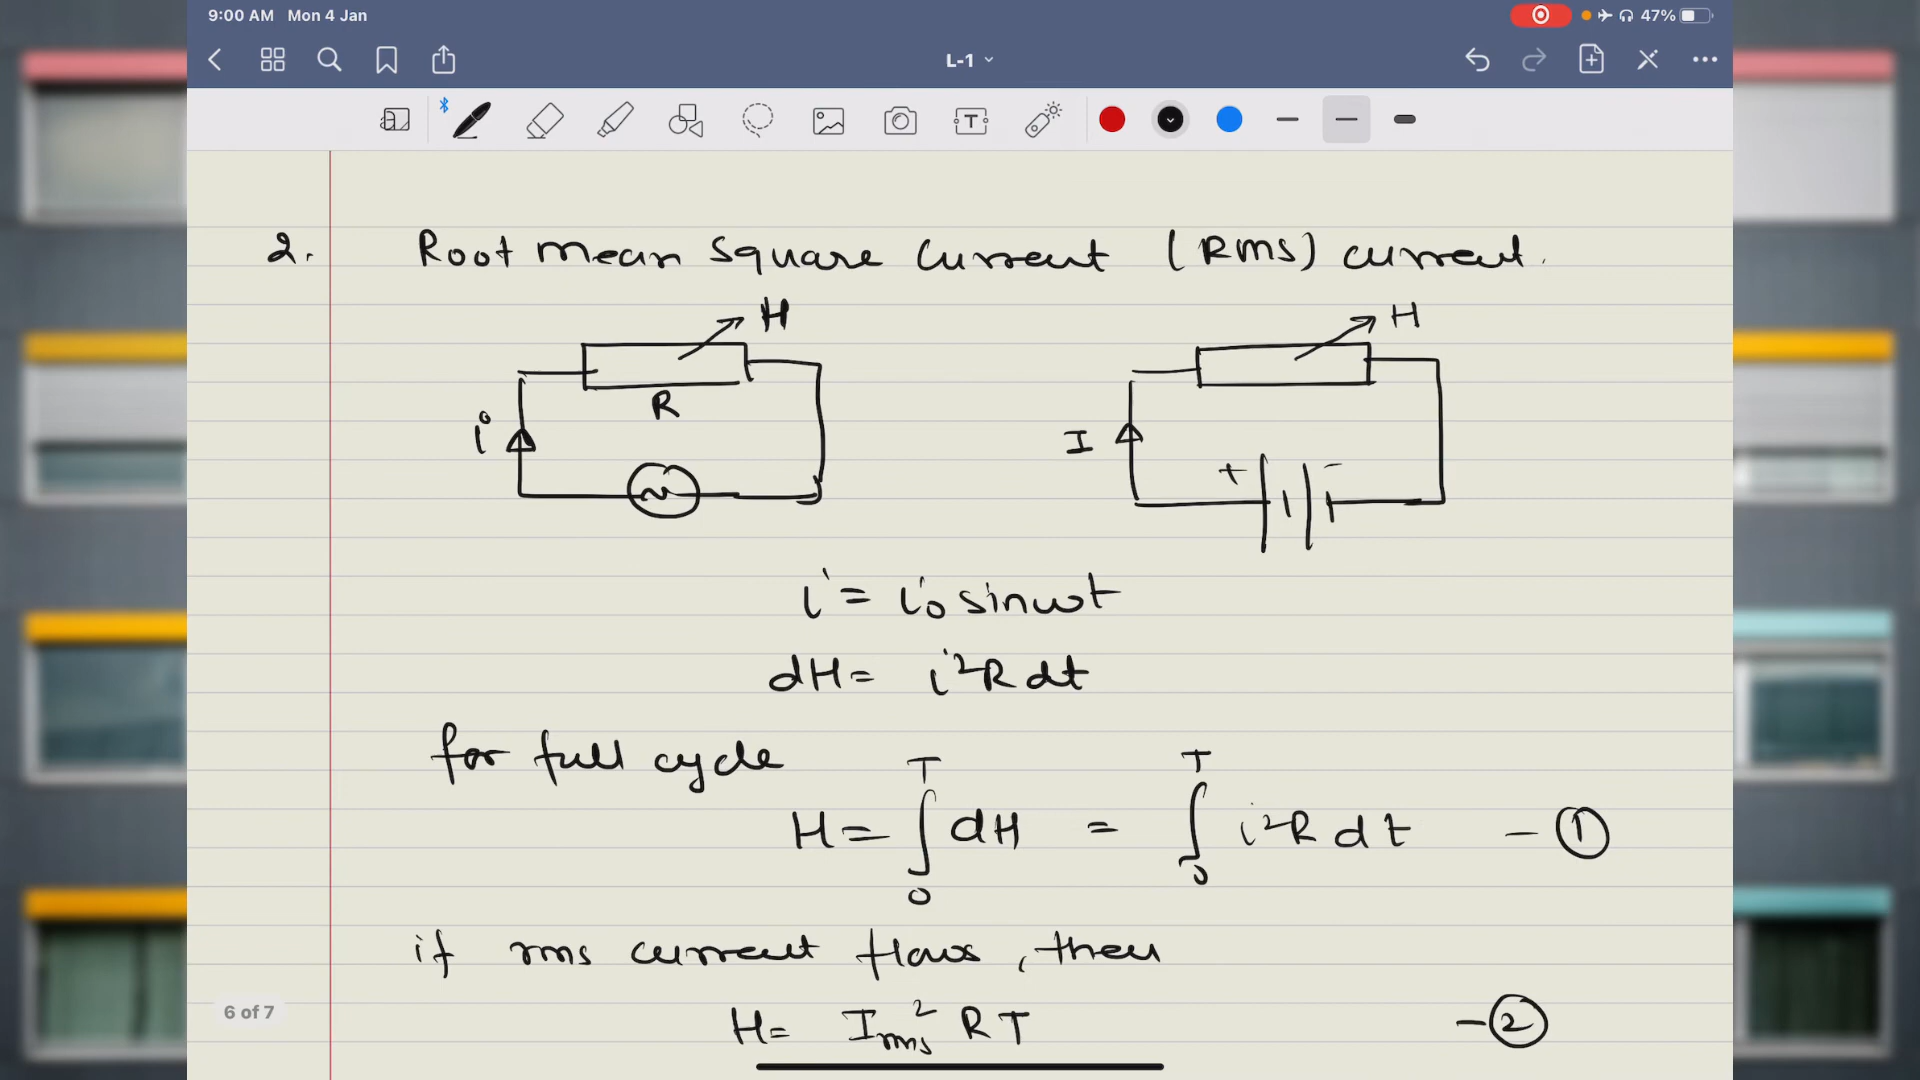 9:00 AM Mon 4 Jan
47%
L-1
2. Root mean square current (RMS) current.
H
H
R
i
I
+ -
i = i₀ sinωt
dH = i²R dt
for full cycle
H = ∫₀ᵀ dH = ∫₀ᵀ i²R dt - ①
if rms current flows, then
6 of 7
H = Irms² RT - ②